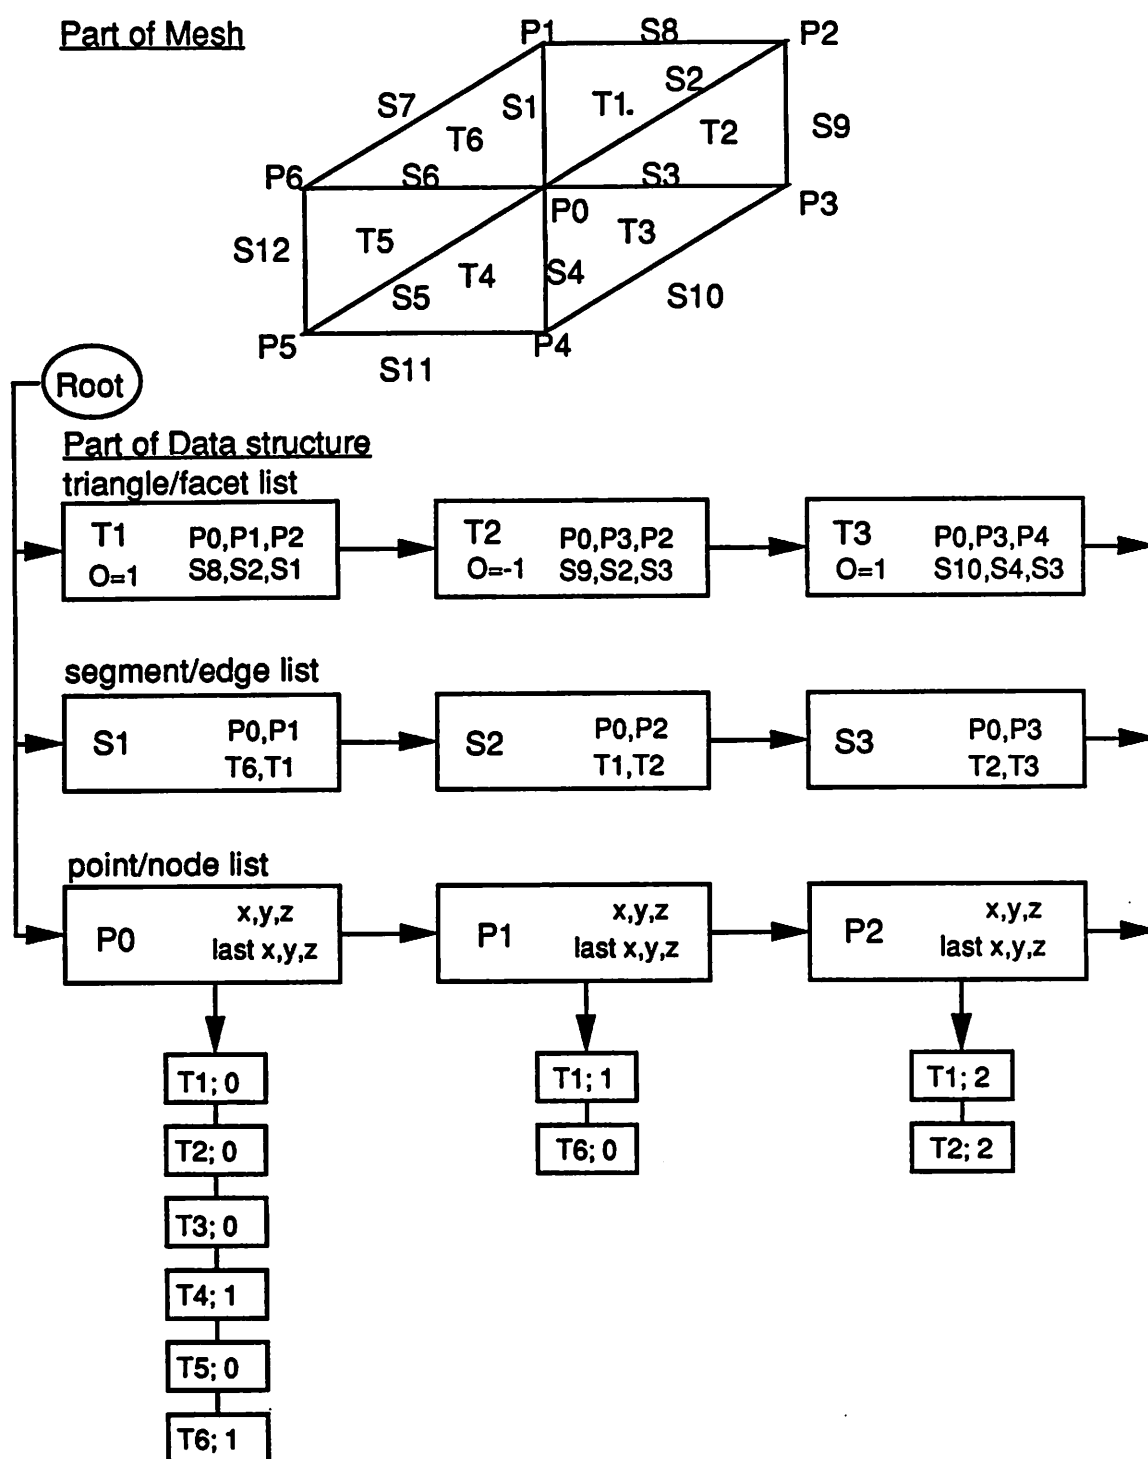 Part of Mesh
P1
S8
P2
S7
S1
T1.
S2
T6
T2
S9
P6
S6
S3
P0
P3
S12
T5
T3
T4
S4
S5
S10
P5
P4
S11
Root
Part of Data structure
triangle/facet list
T1
P0,P1,P2
O=1
S8,S2,S1
T2
P0,P3,P2
O=-1
S9,S2,S3
T3
P0,P3,P4
O=1
S10,S4,S3
segment/edge list
S1
P0,P1
T6,T1
S2
P0,P2
T1,T2
S3
P0,P3
T2,T3
point/node list
P0
x,y,z
last x,y,z
P1
x,y,z
last x,y,z
P2
x,y,z
last x,y,z
T1; 0
T2; 0
T3; 0
T4; 1
T5; 0
T6; 1
T1; 1
T6; 0
T1; 2
T2; 2